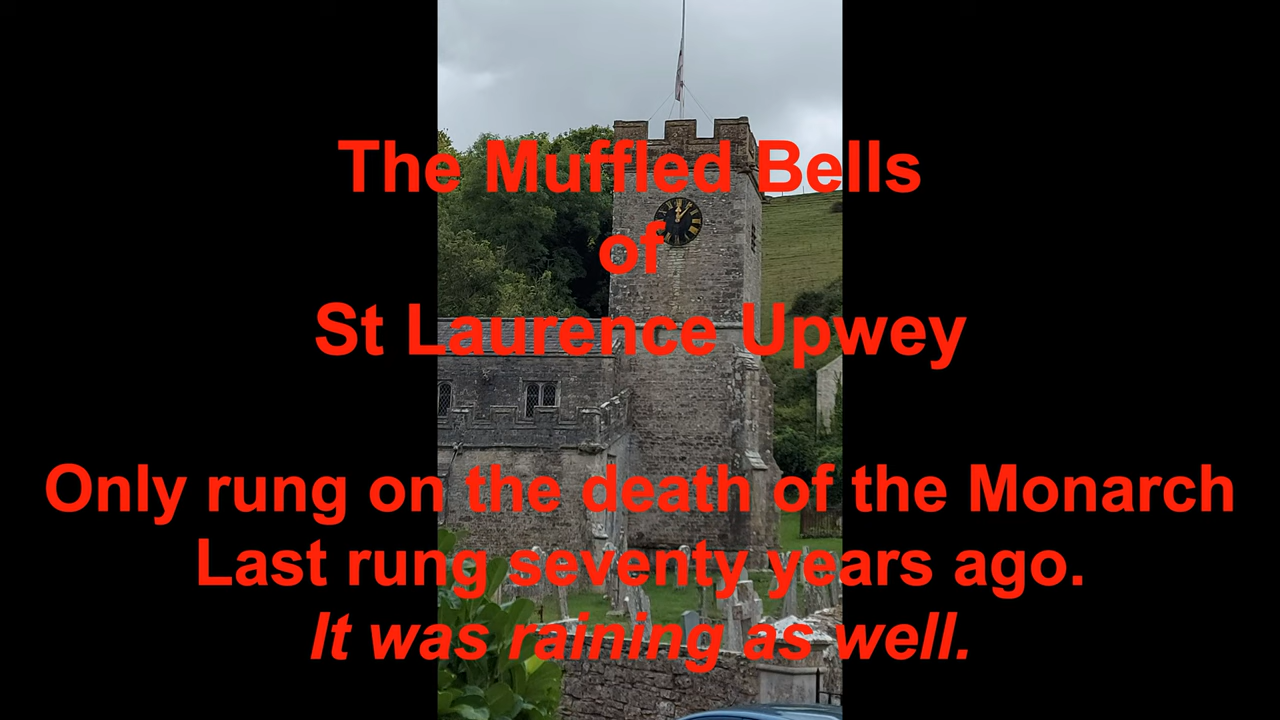 The Muffled Bells
of
St Laurence Upwey
Only rung on the death of the Monarch
Last rung seventy years ago.
It was raining as well.